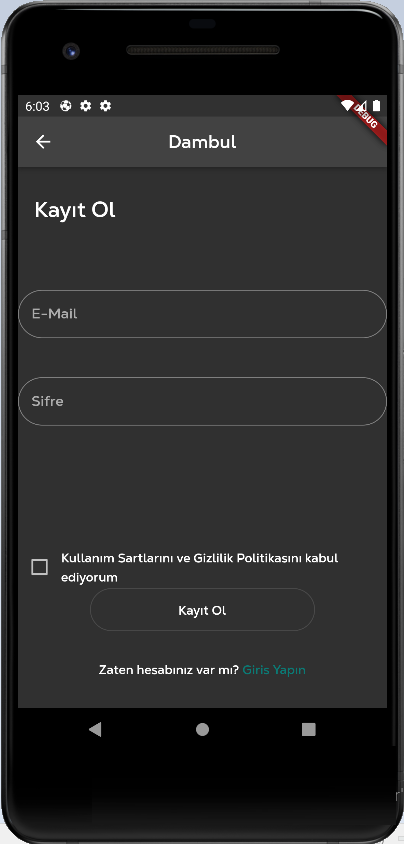 6:03
DEBUG
Dambul
Kayıt Ol
E-Mail
Sifre
Kullanım Sartlarını ve Gizlilik Politikasını kabul
ediyorum
Kayıt Ol
Zaten hesabınız var mı? Giris Yapın